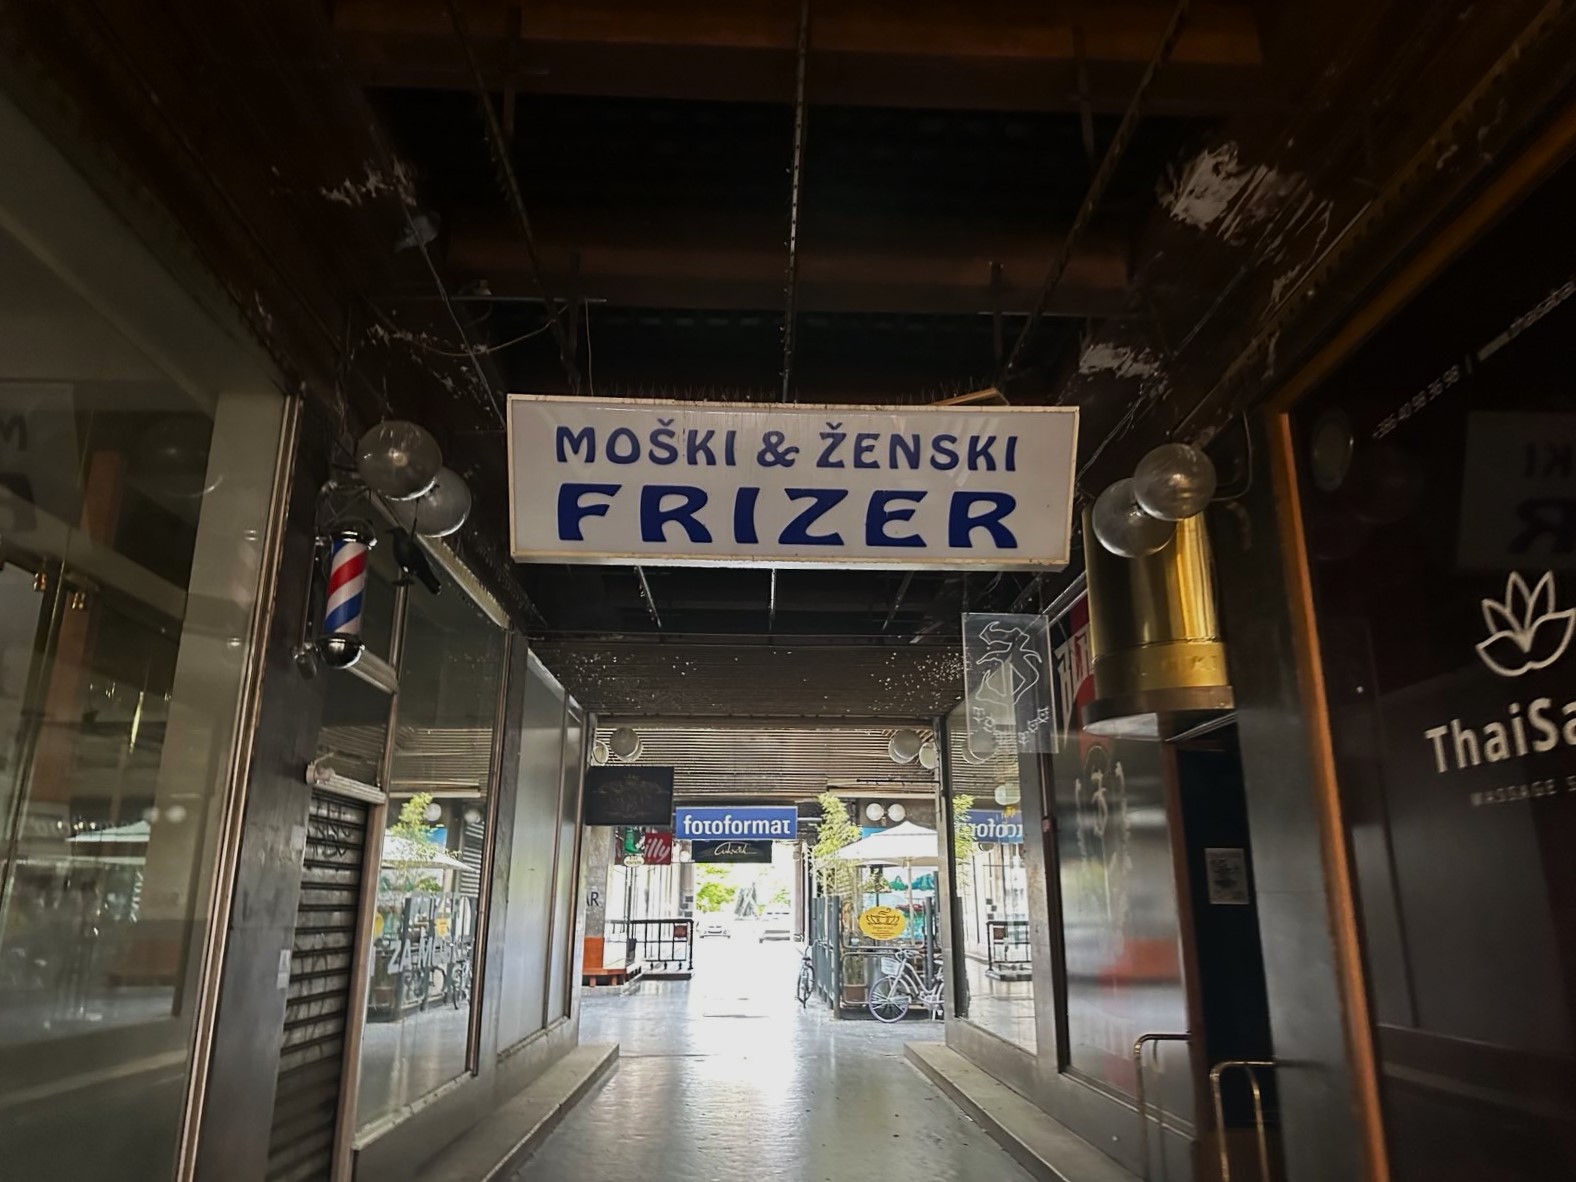 MOŠKI & ŽENSKI
FRIZER
fotoformat
illy
ThaiSa
MASSAGE S